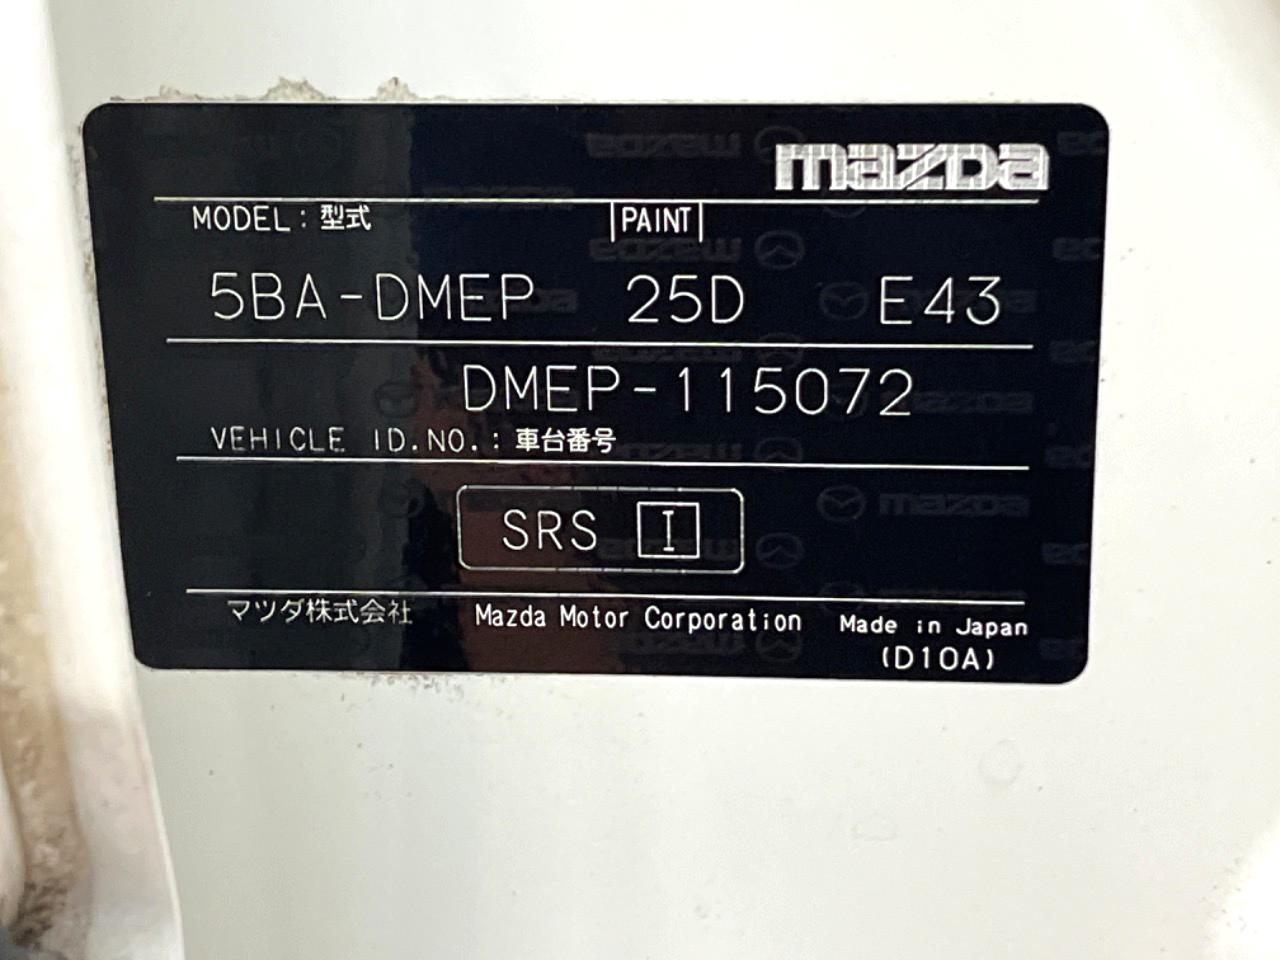 mazda
MODEL : 型式 PAINT
5BA-DMEP 25D E43
DMEP-115072
VEHICLE ID.NO. : 車台番号
SRS I
マツダ株式会社 Mazda Motor Corporation Made in Japan
(D10A)